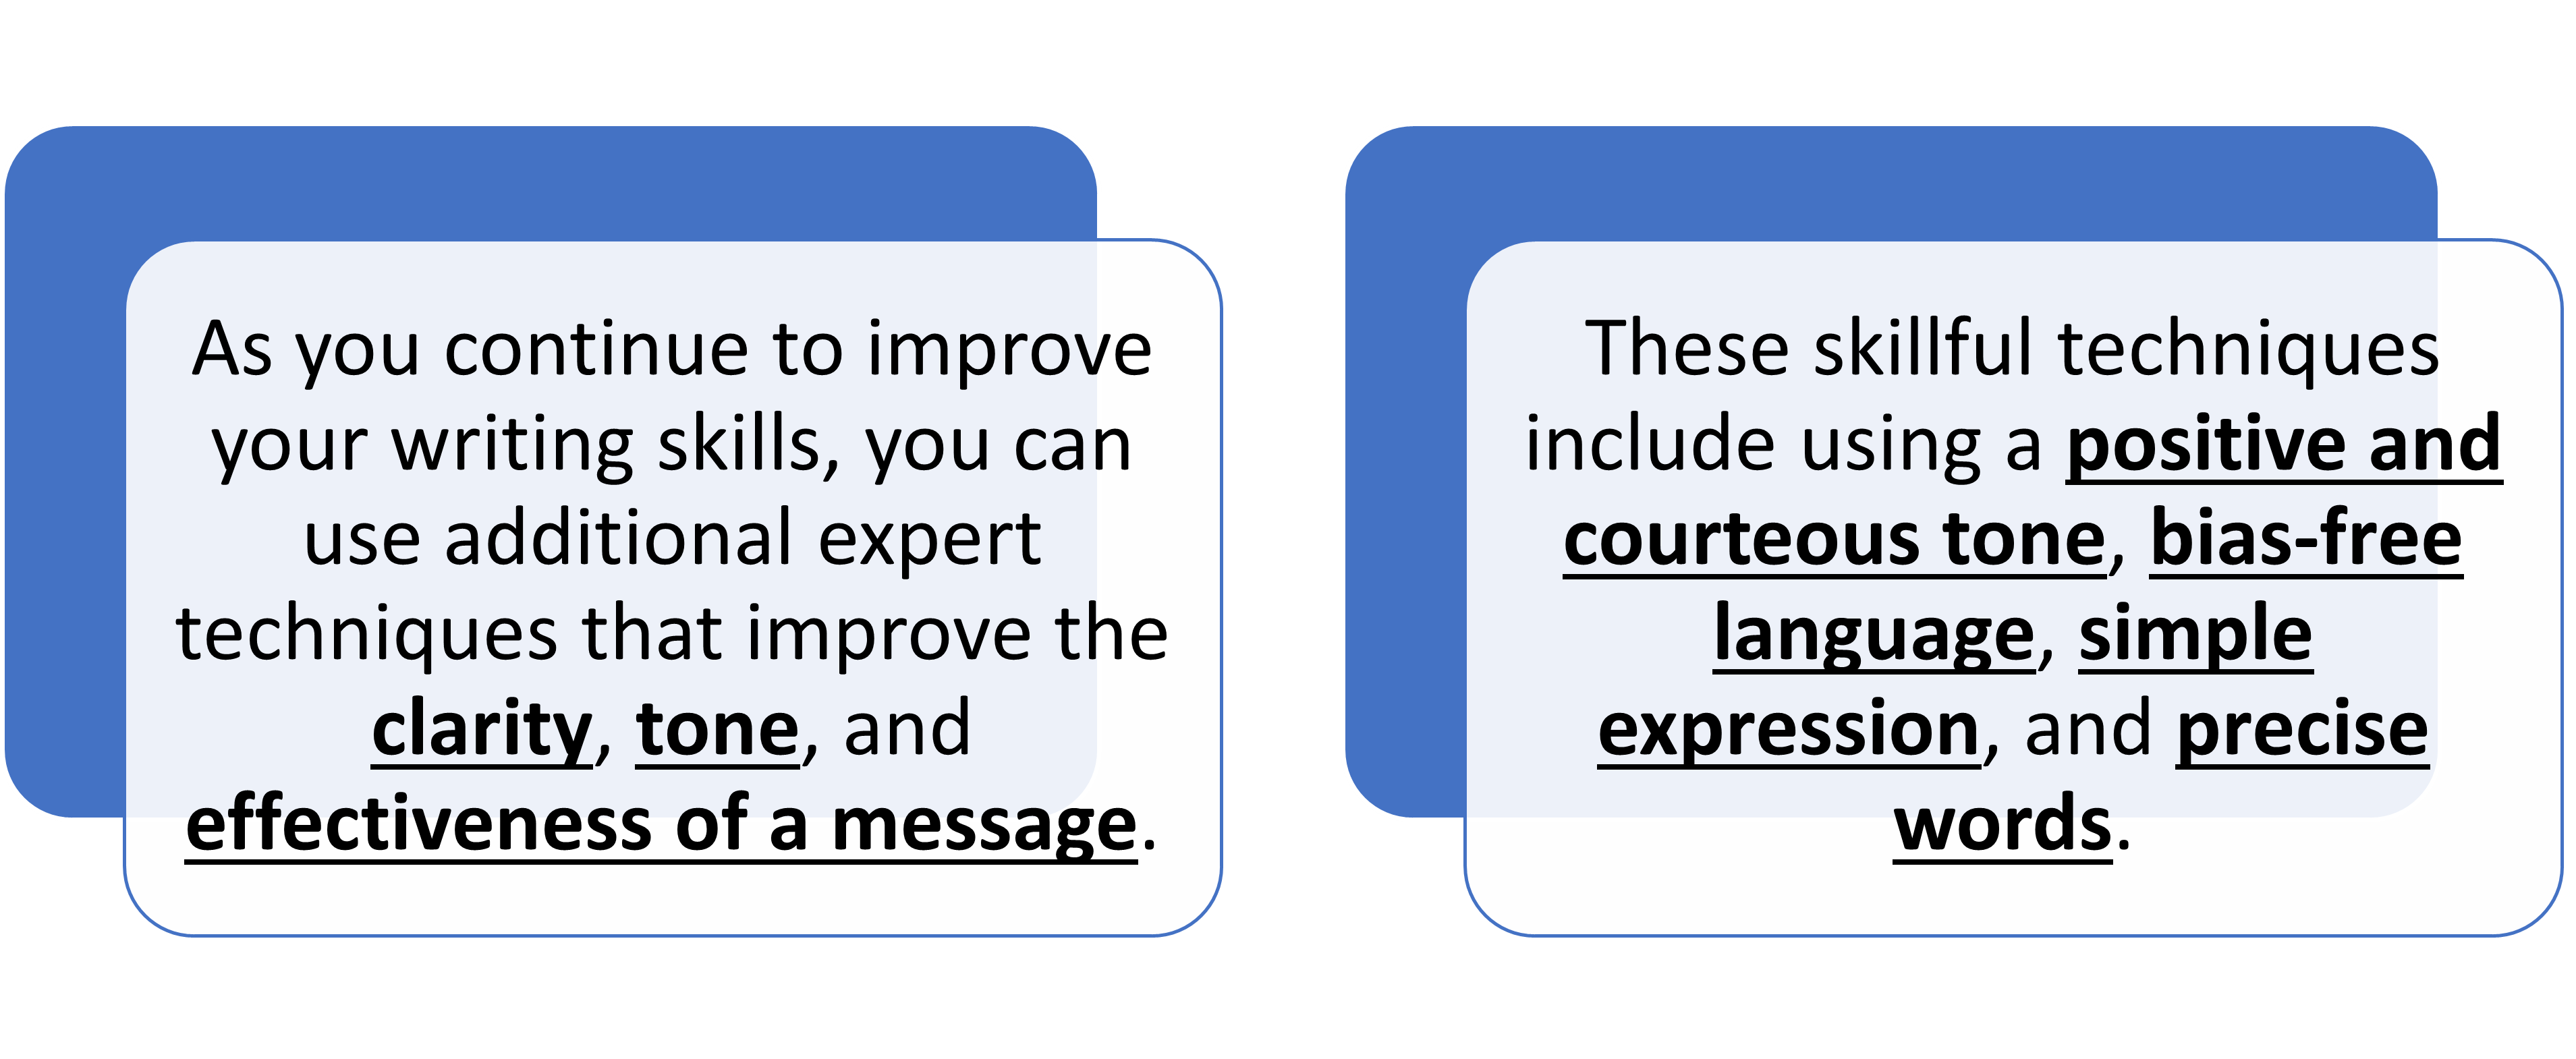 As you continue to improve
your writing skills, you can
use additional expert
techniques that improve the
clarity, tone, and
effectiveness of a message.
These skillful techniques
include using a positive and
courteous tone, bias-free
language, simple
expression, and precise
words.